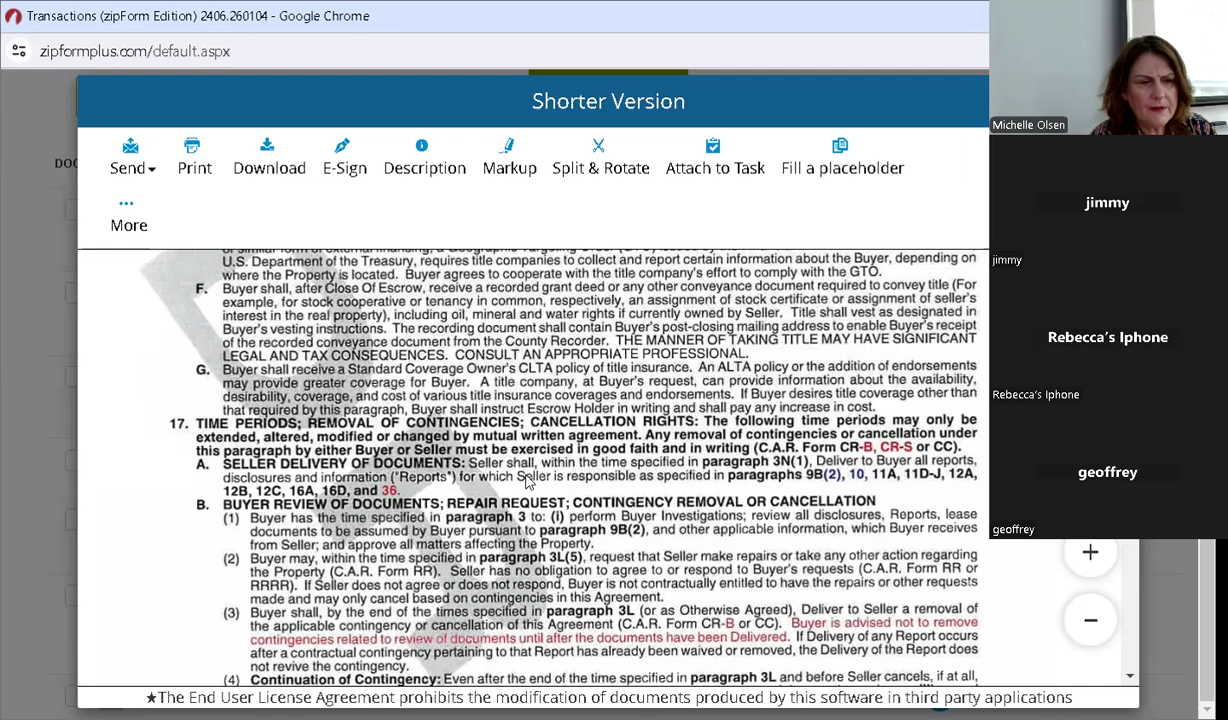 Transactions (zipForm Edition) 2406.260104 - Google Chrome
zipformplus.com/default.aspx
Shorter Version
Send Print Download E-Sign Description Markup Split & Rotate Attach to Task Fill a placeholder
More
U.S. Department of the Treasury, requires title companies to collect and report certain information about the Buyer, depending on
where the Property is located. Buyer agrees to cooperate with the title company's effort to comply with the GTO.
F. Buyer shall, after Close Of Escrow, receive a recorded grant deed or any other conveyance document required to convey title (For
example, for stock cooperative or tenancy in common, respectively, an assignment of stock certificate or assignment of seller's
interest in the real property), including oil, mineral and water rights if currently owned by Seller. Title shall vest as designated in
Buyer's vesting instructions. The recording document shall contain Buyer's post-closing mailing address to enable Buyer's receipt
of the recorded conveyance document from the County Recorder. THE MANNER OF TAKING TITLE MAY HAVE SIGNIFICANT
LEGAL AND TAX CONSEQUENCES. CONSULT AN APPROPRIATE PROFESSIONAL.
G. Buyer shall receive a Standard Coverage Owner's CLTA policy of title insurance. An ALTA policy or the addition of endorsements
may provide greater coverage for Buyer. A title company, at Buyer's request, can provide information about the availability,
desirability, coverage, and cost of various title insurance coverages and endorsements. If Buyer desires title coverage other than
that required by this paragraph, Buyer shall instruct Escrow Holder in writing and shall pay any increase in cost.
17. TIME PERIODS; REMOVAL OF CONTINGENCIES; CANCELLATION RIGHTS: The following time periods may only be
extended, altered, modified or changed by mutual written agreement. Any removal of contingencies or cancellation under
this paragraph by either Buyer or Seller must be exercised in good faith and in writing (C.A.R. Form CR-B, CR-S or CC).
A. SELLER DELIVERY OF DOCUMENTS: Seller shall, within the time specified in paragraph 3N(1), Deliver to Buyer all reports,
disclosures and information ("Reports") for which Seller is responsible as specified in paragraphs 9B(2), 10, 11A, 11D-J, 12A,
12B, 12C, 16A, 16D, and 36.
B. BUYER REVIEW OF DOCUMENTS; REPAIR REQUEST; CONTINGENCY REMOVAL OR CANCELLATION
(1) Buyer has the time specified in paragraph 3 to: (i) perform Buyer Investigations; review all disclosures, Reports, lease
documents to be assumed by Buyer pursuant to paragraph 9B(2), and other applicable information, which Buyer receives
from Seller; and approve all matters affecting the Property.
(2) Buyer may, within the time specified in paragraph 3L(5), request that Seller make repairs or take any other action regarding
the Property (C.A.R. Form RR). Seller has no obligation to agree to or respond to Buyer's requests (C.A.R. Form RR or
RRRR). If Seller does not agree or does not respond, Buyer is not contractually entitled to have the repairs or other requests
made and may only cancel based on contingencies in this Agreement.
(3) Buyer shall, by the end of the times specified in paragraph 3L (or as Otherwise Agreed), Deliver to Seller a removal of
the applicable contingency or cancellation of this Agreement (C.A.R. Form CR-B or CC). Buyer is advised not to remove
contingencies related to review of documents until after the documents have been Delivered. If Delivery of any Report occurs
after a contractual contingency pertaining to that Report has already been waived or removed, the Delivery of the Report does
not revive the contingency.
(4) Continuation of Contingency: Even after the end of the time specified in paragraph 3L and before Seller cancels, if at all,
★The End User License Agreement prohibits the modification of documents produced by this software in third party applications
Michelle Olsen
jimmy
jimmy
Rebecca's Iphone
Rebecca's Iphone
geoffrey
geoffrey